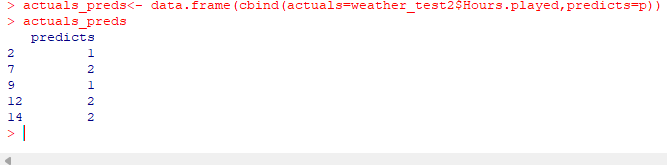 > actuals_preds<- data.frame(cbind(actuals=weather_test2$Hours.played,predicts=p))
> actuals_preds
predicts
2 1
7 2
9 1
12 2
14 2
>